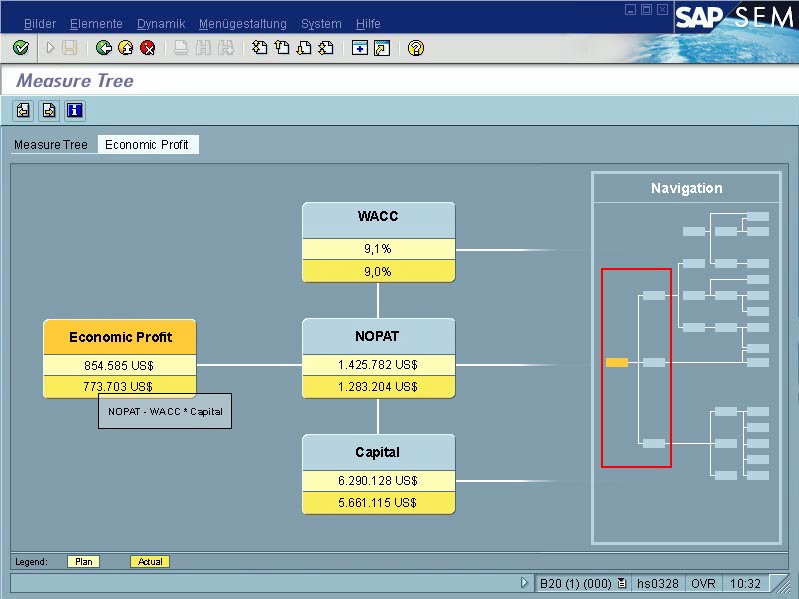 Bilder Elemente Dynamik Menügestaltung System Hilfe
SAP SEM
Measure Tree
Measure Tree Economic Profit
Navigation
WACC
9,1%
9,0%
Economic Profit
854.585 US$
773.703 US$
NOPAT - WACC * Capital
NOPAT
1.425.782 US$
1.283.204 US$
Capital
6.290.128 US$
5.661.115 US$
Legend: Plan Actual
B20 (1) (000) hs0328 OVR 10:32